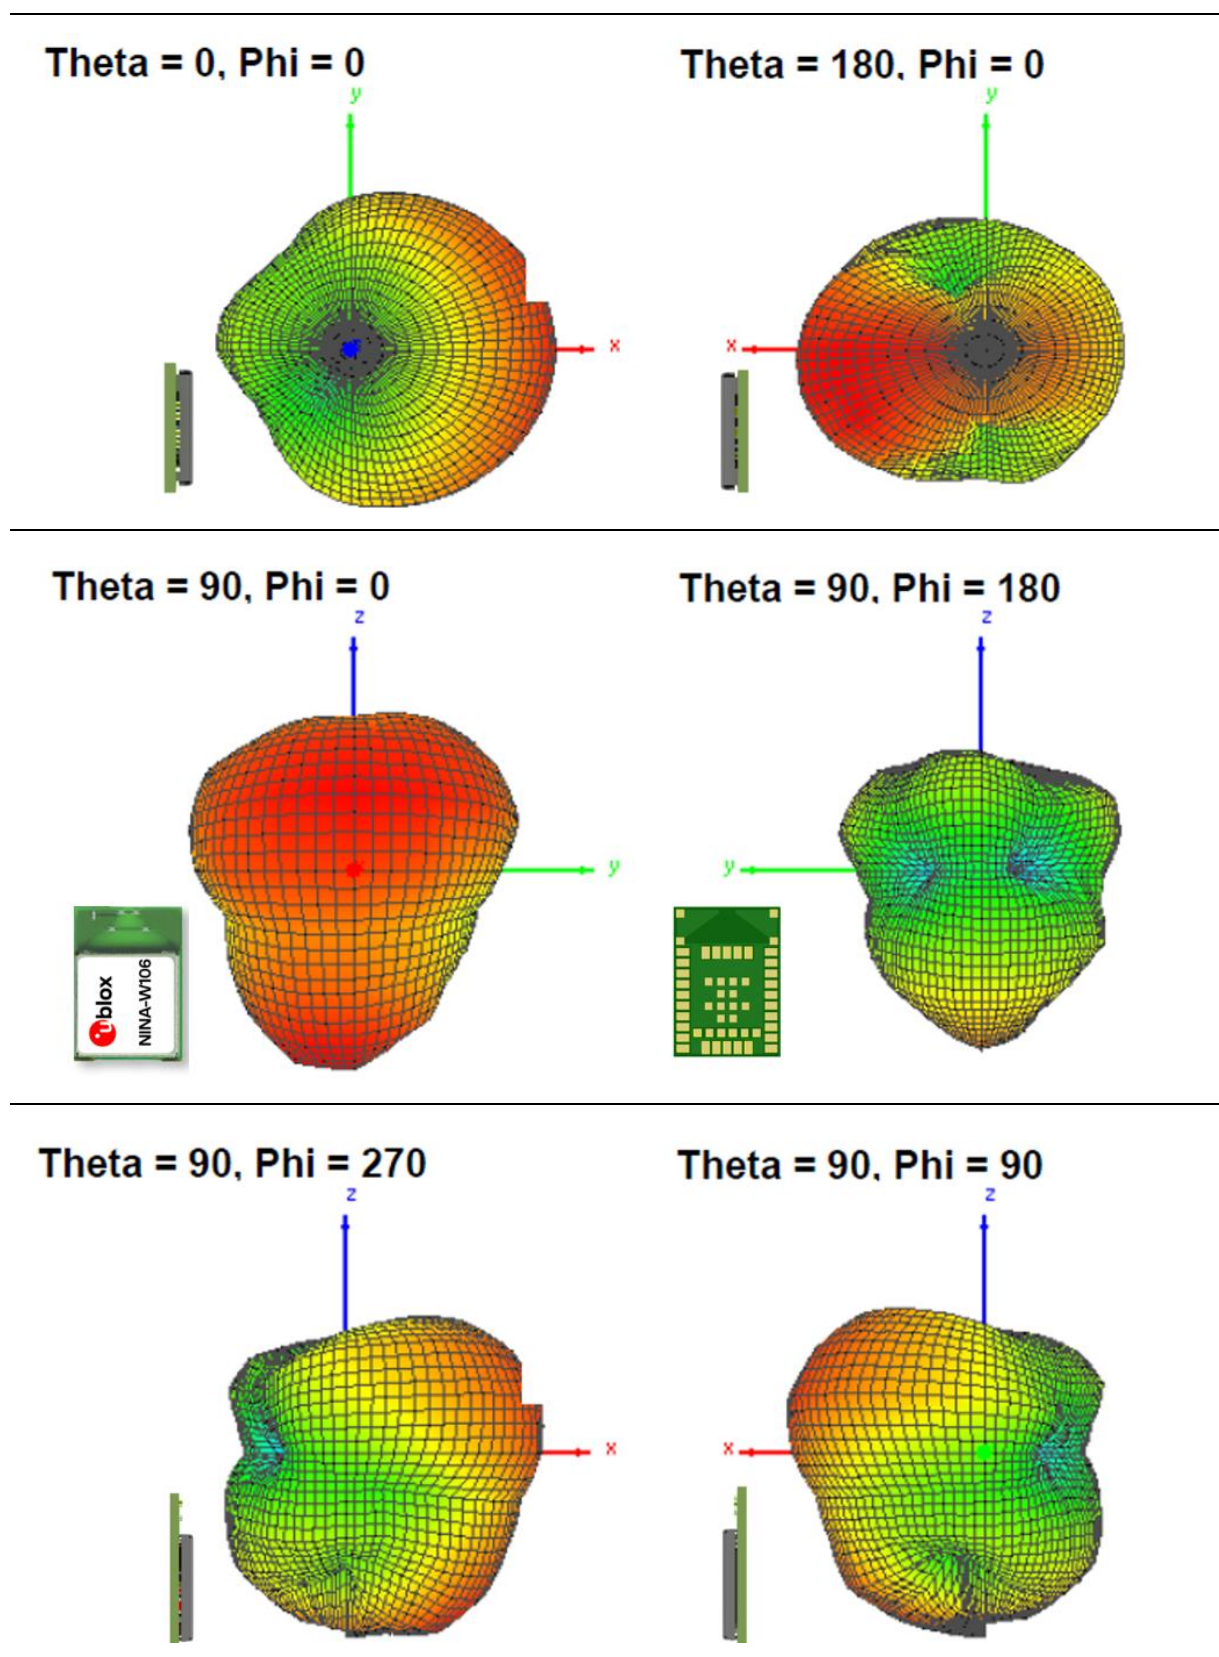 Theta = 0, Phi = 0
Theta = 180, Phi = 0
y
y
x
x
Theta = 90, Phi = 0
Theta = 90, Phi = 180
z
z
y
y
ublox
NINA-W106
Theta = 90, Phi = 270
Theta = 90, Phi = 90
z
z
x
x